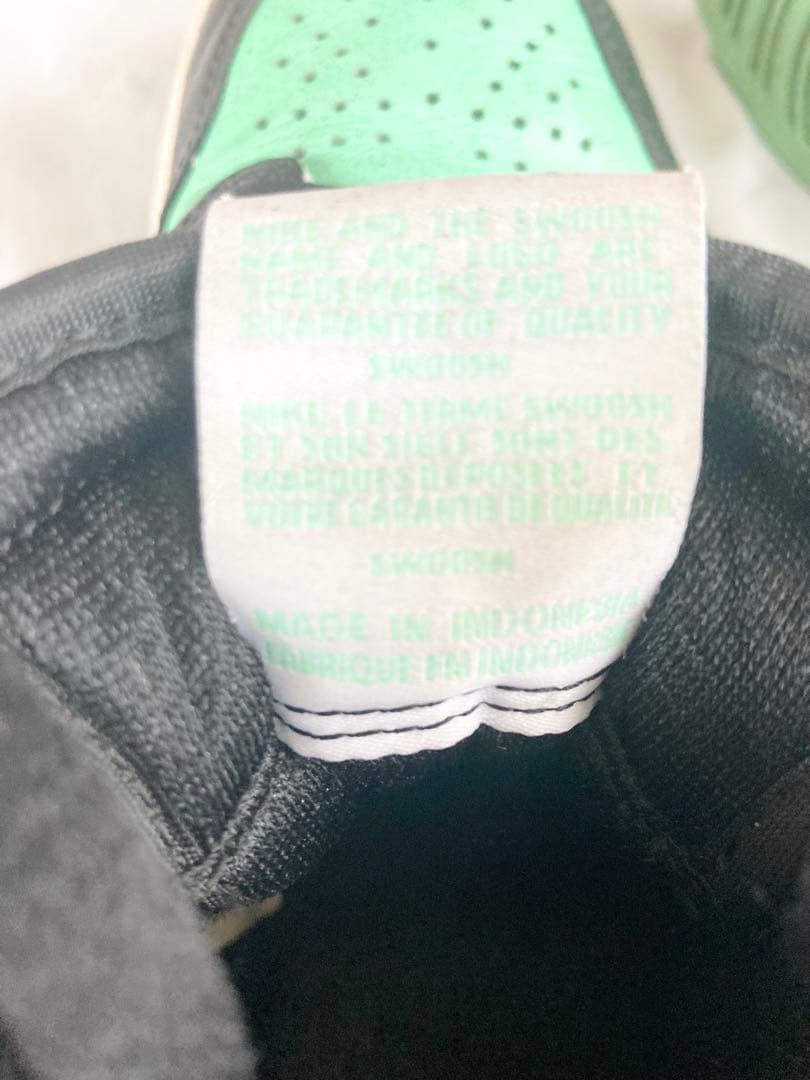 NIKE AND THE SWOOSH
NAME AND LOGO ARE
TRADEMARKS AND YOUR
GUARANTEE OF QUALITY
SWOOSH
NIKE, LE TERME SWOOSH
ET SON SIGLE SONT DES
MARQUES DEPOSEES ET
VOTRE GARANTIE DE QUALITE
SWOOSH
MADE IN INDONESIA
FABRIQUE EN INDONESIE